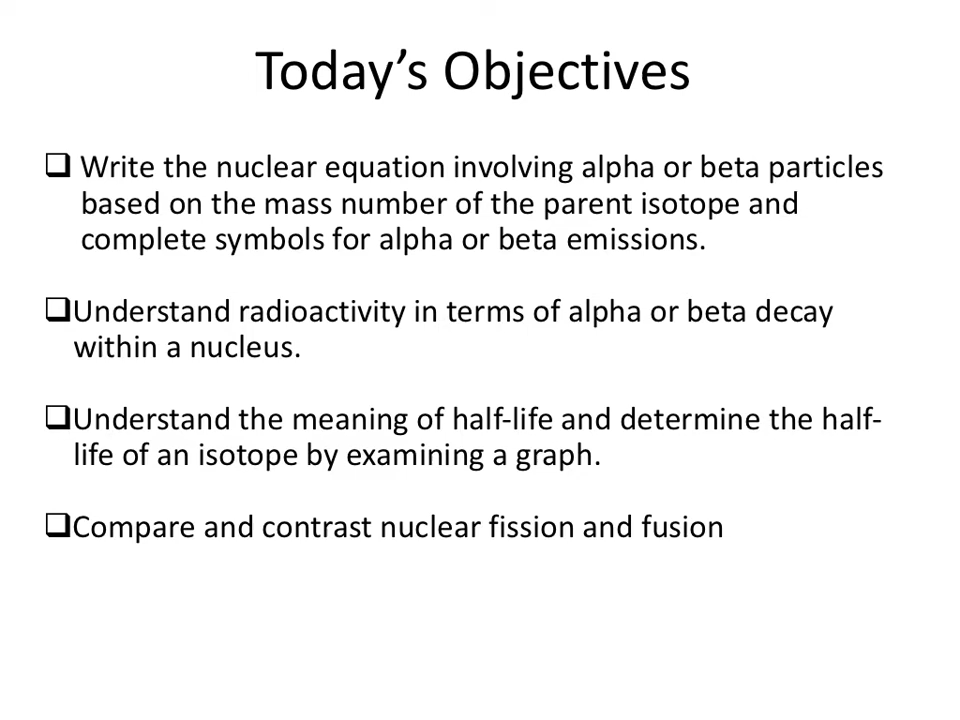 Today’s Objectives
❑ Write the nuclear equation involving alpha or beta particles
based on the mass number of the parent isotope and
complete symbols for alpha or beta emissions.
❑Understand radioactivity in terms of alpha or beta decay
within a nucleus.
❑Understand the meaning of half-life and determine the half-
life of an isotope by examining a graph.
❑Compare and contrast nuclear fission and fusion